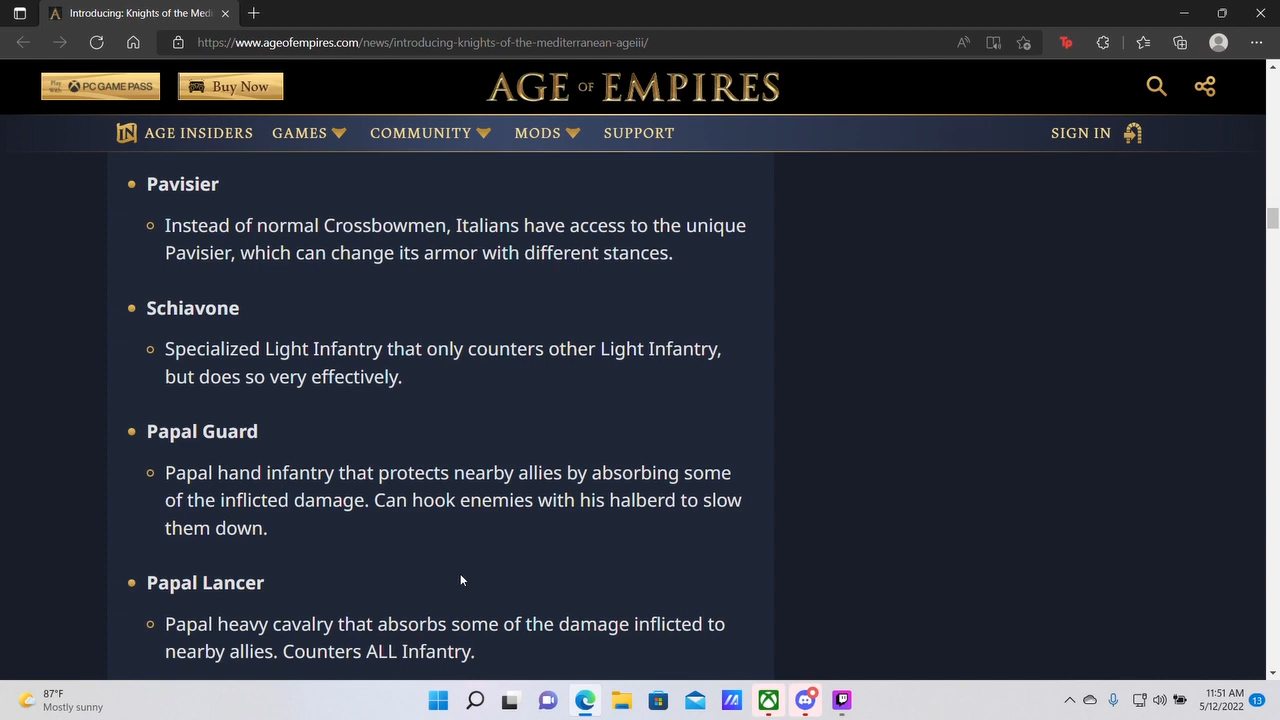 Introducing: Knights of the Medi
https://www.ageofempires.com/news/introducing-knights-of-the-mediterranean-ageiii/
Play With PC GAME PASS
Buy Now
AGE OF EMPIRES
AGE INSIDERS GAMES COMMUNITY MODS SUPPORT SIGN IN
Pavisier
Instead of normal Crossbowmen, Italians have access to the unique
Pavisier, which can change its armor with different stances.
Schiavone
Specialized Light Infantry that only counters other Light Infantry,
but does so very effectively.
Papal Guard
Papal hand infantry that protects nearby allies by absorbing some
of the inflicted damage. Can hook enemies with his halberd to slow
them down.
Papal Lancer
Papal heavy cavalry that absorbs some of the damage inflicted to
nearby allies. Counters ALL Infantry.
87°F
Mostly sunny
11:51 AM
5/12/2022
13